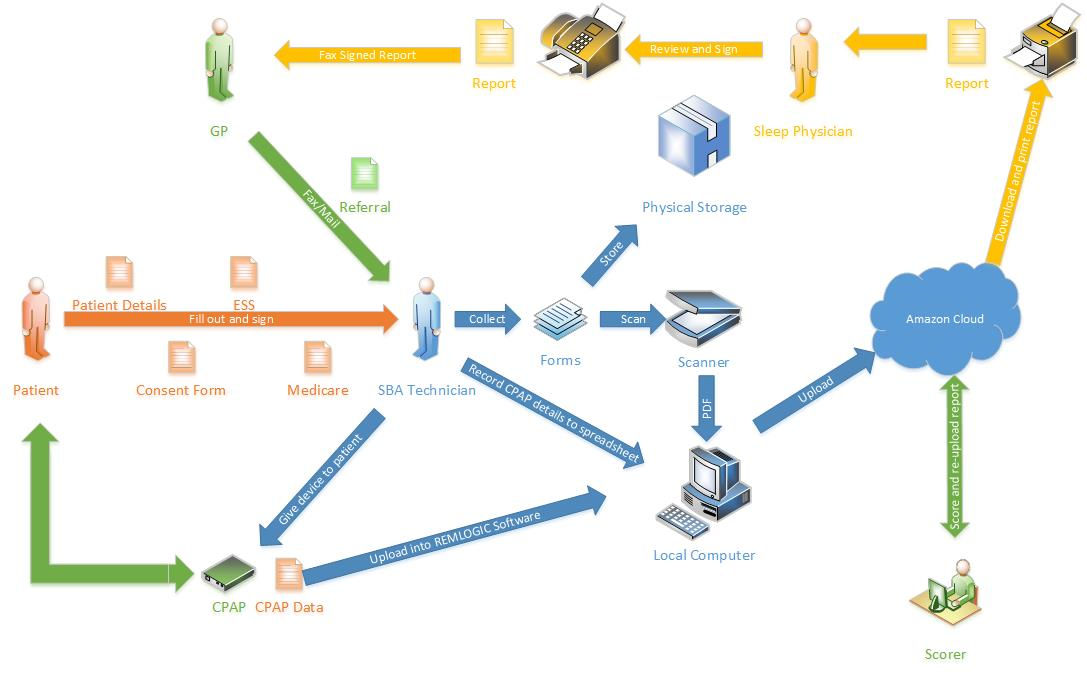 Fax Signed Report
Report
Review and Sign
Report
GP
Sleep Physician
Download and print report
Fax/Mail
Referral
Physical Storage
Store
Patient Details
ESS
Fill out and sign
Collect
Scan
Amazon Cloud
Forms
Scanner
Patient
Consent Form
Medicare
SBA Technician
Record CPAP details to spreadsheet
PDF
Upload
Score and re-upload report
Give device to patient
Upload into REMLOGIC Software
Local Computer
CPAP
CPAP Data
Scorer